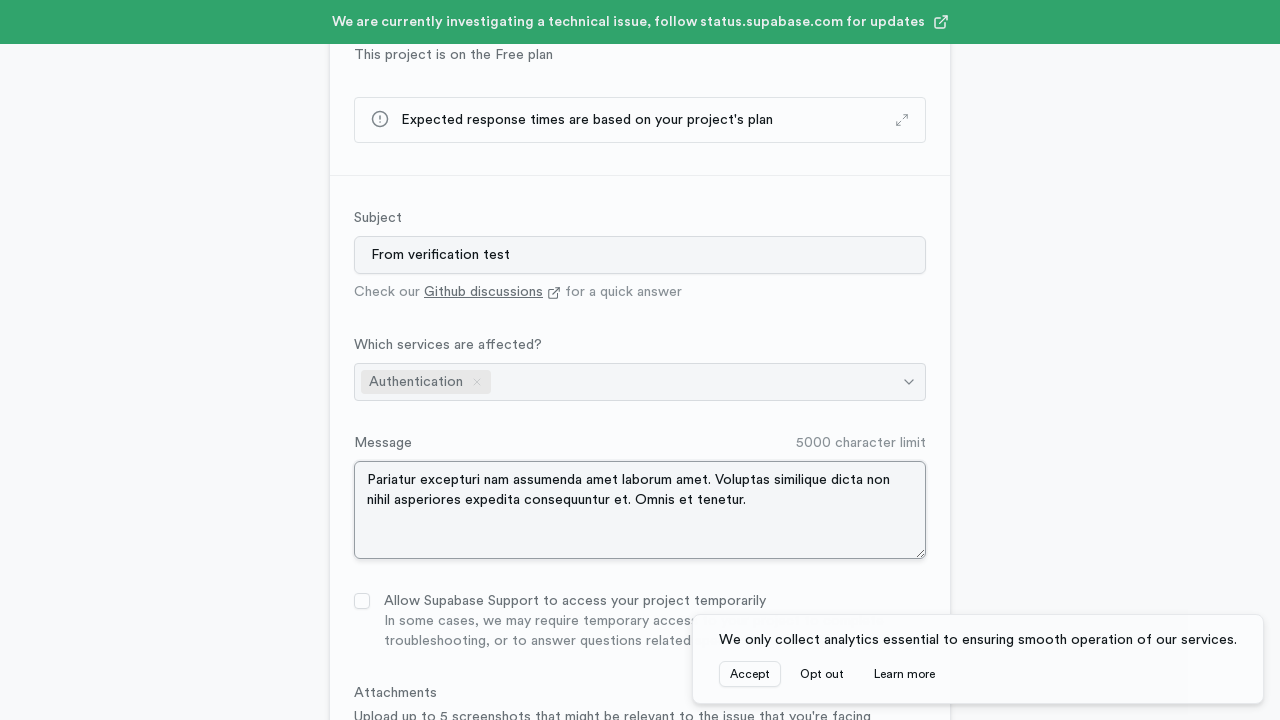 We are currently investigating a technical issue, follow status.supabase.com for updates
This project is on the Free plan
Expected response times are based on your project's plan
Subject
From verification test
Check our Github discussions for a quick answer
Which services are affected?
Authentication
Message
5000 character limit
Pariatur excepturi nam assumenda amet laborum amet. Voluptas similique dicta non
nihil asperiores expedita consequuntur et. Omnis et tenetur.
Allow Supabase Support to access your project temporarily
In some cases, we may require temporary access
troubleshooting, or to answer questions related
We only collect analytics essential to ensuring smooth operation of our services.
Accept
Opt out
Learn more
Attachments
Upload up to 5 screenshots that might be relevant to the issue that you're facing